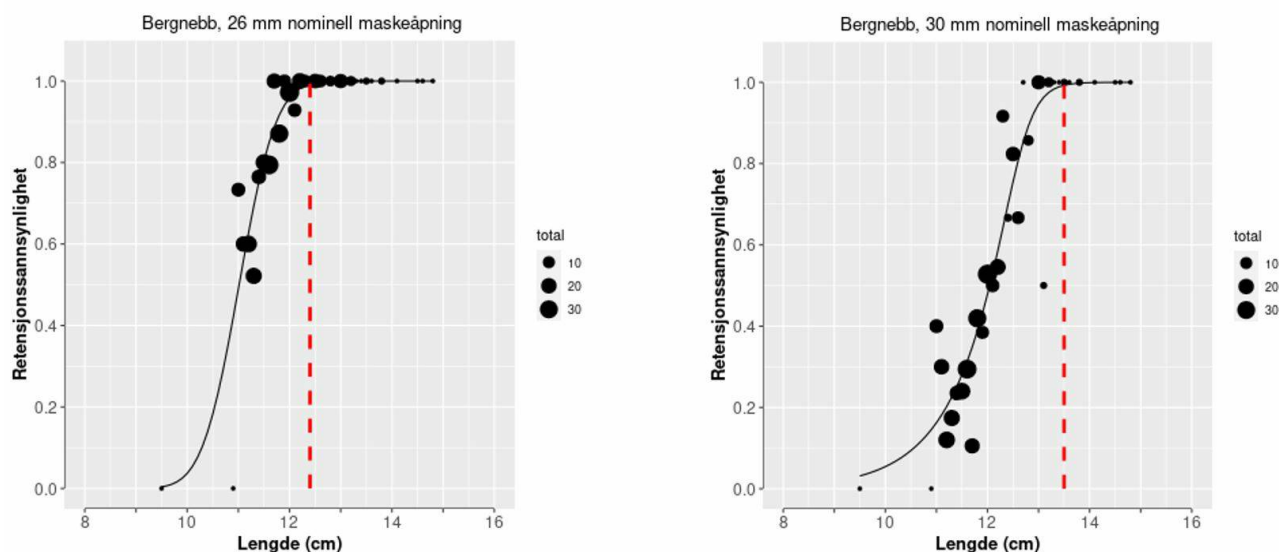 Bergnebb, 26 mm nominell maskeåpning
1.0
0.8
0.6
0.4
0.2
0.0
Retensjonssannsynlighet
8 10 12 14 16
Lengde (cm)
total
10
20
30
Bergnebb, 30 mm nominell maskeåpning
1.0
0.8
0.6
0.4
0.2
0.0
Retensjonssannsynlighet
8 10 12 14 16
Lengde (cm)
total
10
20
30